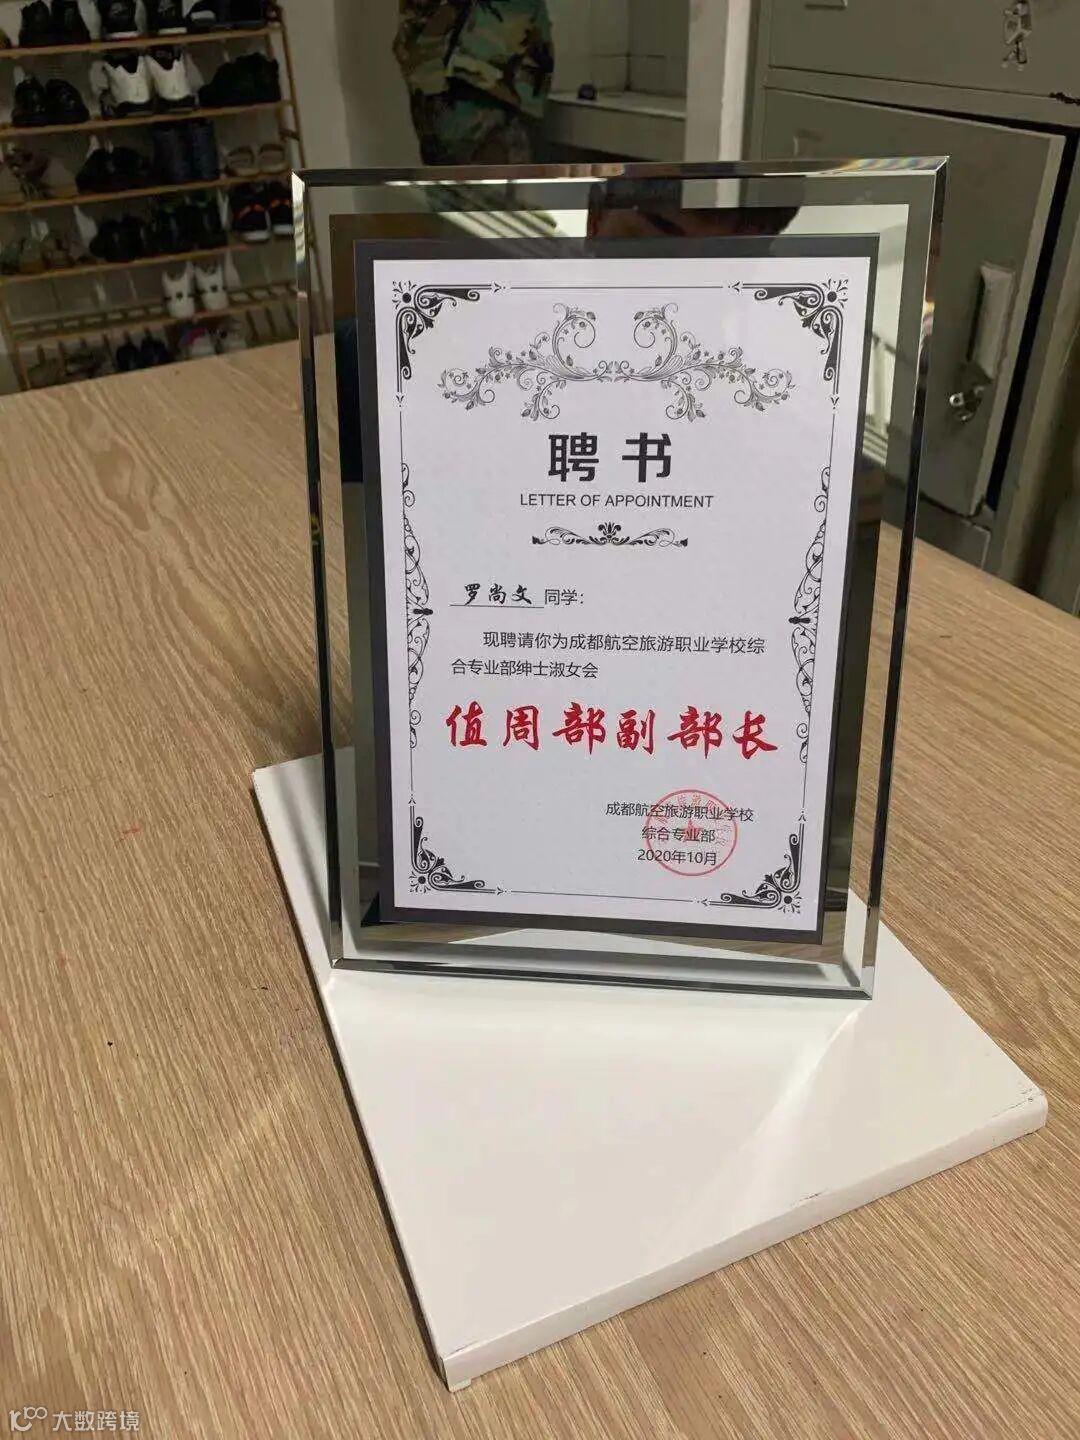 聘书
LETTER OF APPOINTMENT
罗尚文同学：
现聘请你为成都航空旅游职业学校综
合专业部绅士淑女会
值周部副部长
成都航空旅游职业学校
综合专业部
2020年10月
大数跨境